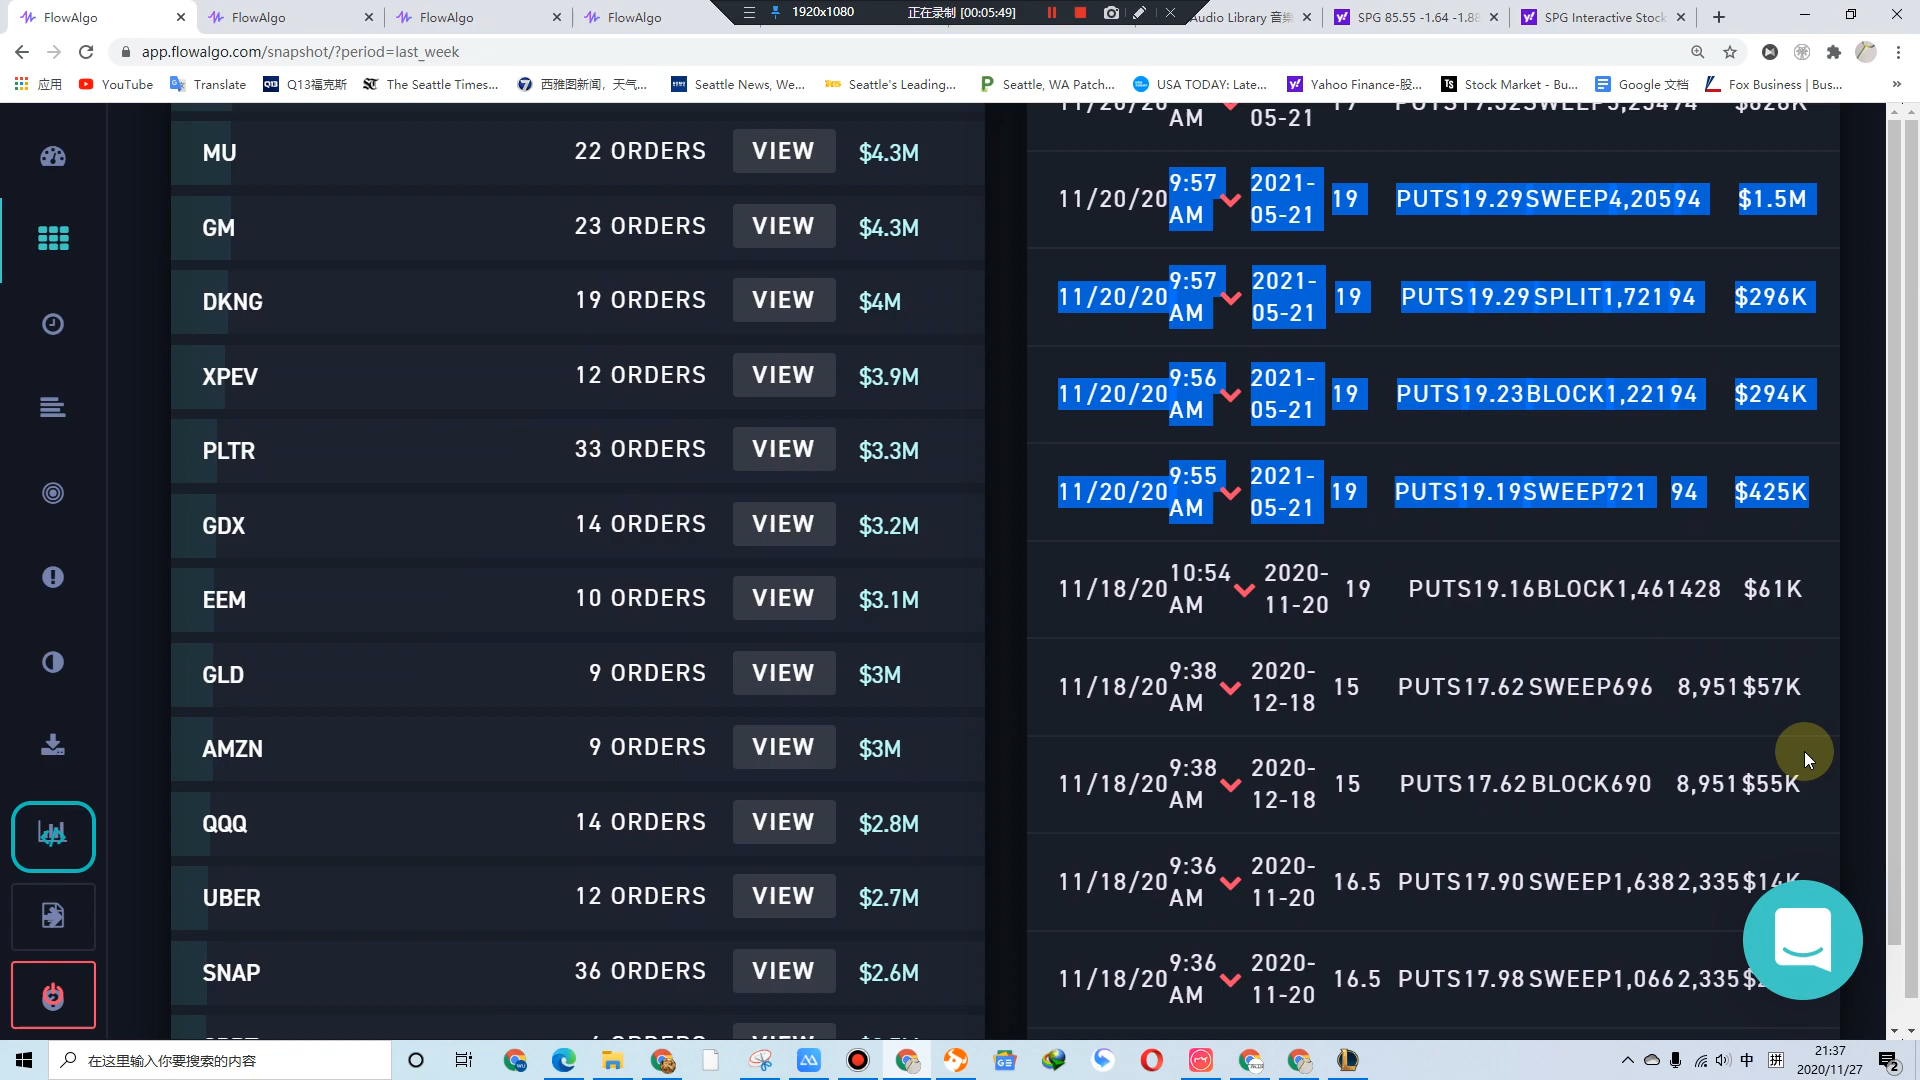 FlowAlgo
FlowAlgo
FlowAlgo
FlowAlgo
1920x1080
正在录制 [00:05:49]
Audio Library 音
SPG 85.55 -1.64 -1.88
SPG Interactive Stock
app.flowalgo.com/snapshot/?period=last_week
应用
YouTube
Translate
Q13福克斯
The Seattle Times...
西雅图新闻，天气...
Seattle News, We...
Seattle's Leading...
Seattle, WA Patch...
USA TODAY: Late...
Yahoo Finance-股...
Stock Market - Bu...
Google 文档
Fox Business | Bus...
MU 22 ORDERS VIEW $4.3M
GM 23 ORDERS VIEW $4.3M
DKNG 19 ORDERS VIEW $4M
XPEV 12 ORDERS VIEW $3.9M
PLTR 33 ORDERS VIEW $3.3M
GDX 14 ORDERS VIEW $3.2M
EEM 10 ORDERS VIEW $3.1M
GLD 9 ORDERS VIEW $3M
AMZN 9 ORDERS VIEW $3M
QQQ 14 ORDERS VIEW $2.8M
UBER 12 ORDERS VIEW $2.7M
SNAP 36 ORDERS VIEW $2.6M
AM 05-21
11/20/20 9:57 AM 2021-05-21 19 PUTS 19.29 SWEEP 4,205 94 $1.5M
11/20/20 9:57 AM 2021-05-21 19 PUTS 19.29 SPLIT 1,721 94 $296K
11/20/20 9:56 AM 2021-05-21 19 PUTS 19.23 BLOCK 1,221 94 $294K
11/20/20 9:55 AM 2021-05-21 19 PUTS 19.19 SWEEP 721 94 $425K
11/18/20 10:54 AM 2020-11-20 19 PUTS 19.16 BLOCK 1,461 428 $61K
11/18/20 9:38 AM 2020-12-18 15 PUTS 17.62 SWEEP 696 8,951 $57K
11/18/20 9:38 AM 2020-12-18 15 PUTS 17.62 BLOCK 690 8,951 $55K
11/18/20 9:36 AM 2020-11-20 16.5 PUTS 17.90 SWEEP 1,638 2,335 $14K
11/18/20 9:36 AM 2020-11-20 16.5 PUTS 17.98 SWEEP 1,066 2,335
在这里输入你要搜索的内容
中
拼
21:37
2020/11/27
2